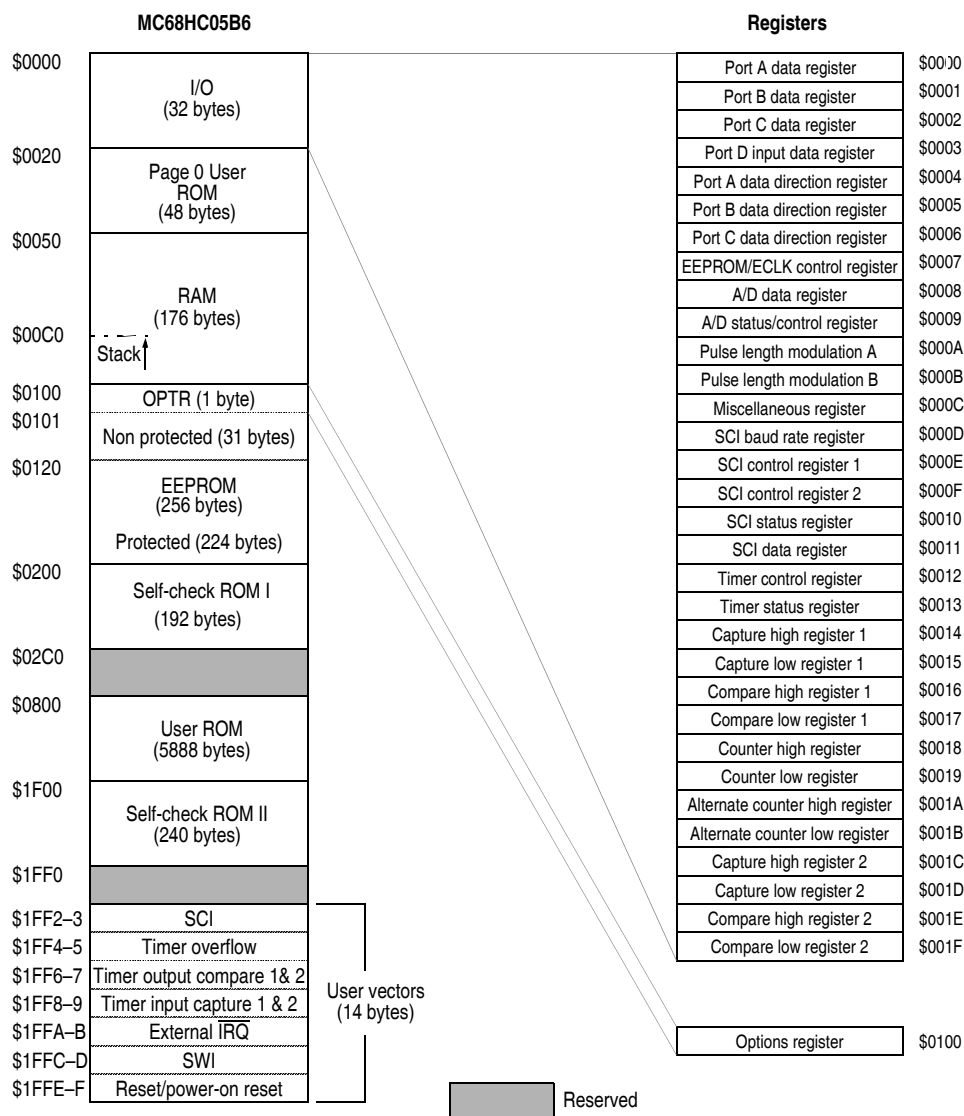 MC68HC05B6
$0000
I/O
(32 bytes)
$0020
Page 0 User
ROM
(48 bytes)
$0050
RAM
(176 bytes)
$00C0
Stack
$0100
OPTR (1 byte)
$0101
Non protected (31 bytes)
$0120
EEPROM
(256 bytes)
Protected (224 bytes)
$0200
Self-check ROM I
(192 bytes)
$02C0
$0800
User ROM
(5888 bytes)
$1F00
Self-check ROM II
(240 bytes)
$1FF0
$1FF2–3 SCI
$1FF4–5 Timer overflow
$1FF6–7 Timer output compare 1& 2
$1FF8–9 Timer input capture 1 & 2
$1FFA–B External IRQ
$1FFC–D SWI
$1FFE–F Reset/power-on reset
User vectors
(14 bytes)
Reserved
Registers
Port A data register $0000
Port B data register $0001
Port C data register $0002
Port D input data register $0003
Port A data direction register $0004
Port B data direction register $0005
Port C data direction register $0006
EEPROM/ECLK control register $0007
A/D data register $0008
A/D status/control register $0009
Pulse length modulation A $000A
Pulse length modulation B $000B
Miscellaneous register $000C
SCI baud rate register $000D
SCI control register 1 $000E
SCI control register 2 $000F
SCI status register $0010
SCI data register $0011
Timer control register $0012
Timer status register $0013
Capture high register 1 $0014
Capture low register 1 $0015
Compare high register 1 $0016
Compare low register 1 $0017
Counter high register $0018
Counter low register $0019
Alternate counter high register $001A
Alternate counter low register $001B
Capture high register 2 $001C
Capture low register 2 $001D
Compare high register 2 $001E
Compare low register 2 $001F
Options register $0100